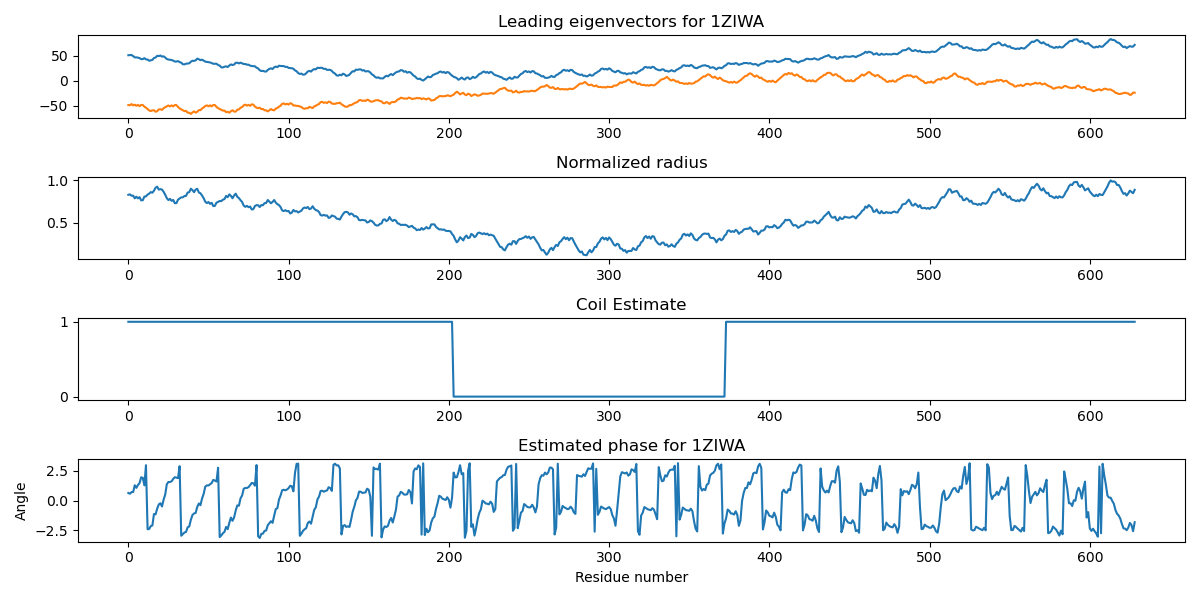 Leading eigenvectors for 1ZIWA
50
0
−50
0 100 200 300 400 500 600
Normalized radius
1.0
0.5
0 100 200 300 400 500 600
Coil Estimate
1
0
0 100 200 300 400 500 600
Estimated phase for 1ZIWA
Angle
2.5
0.0
−2.5
0 100 200 300 400 500 600
Residue number